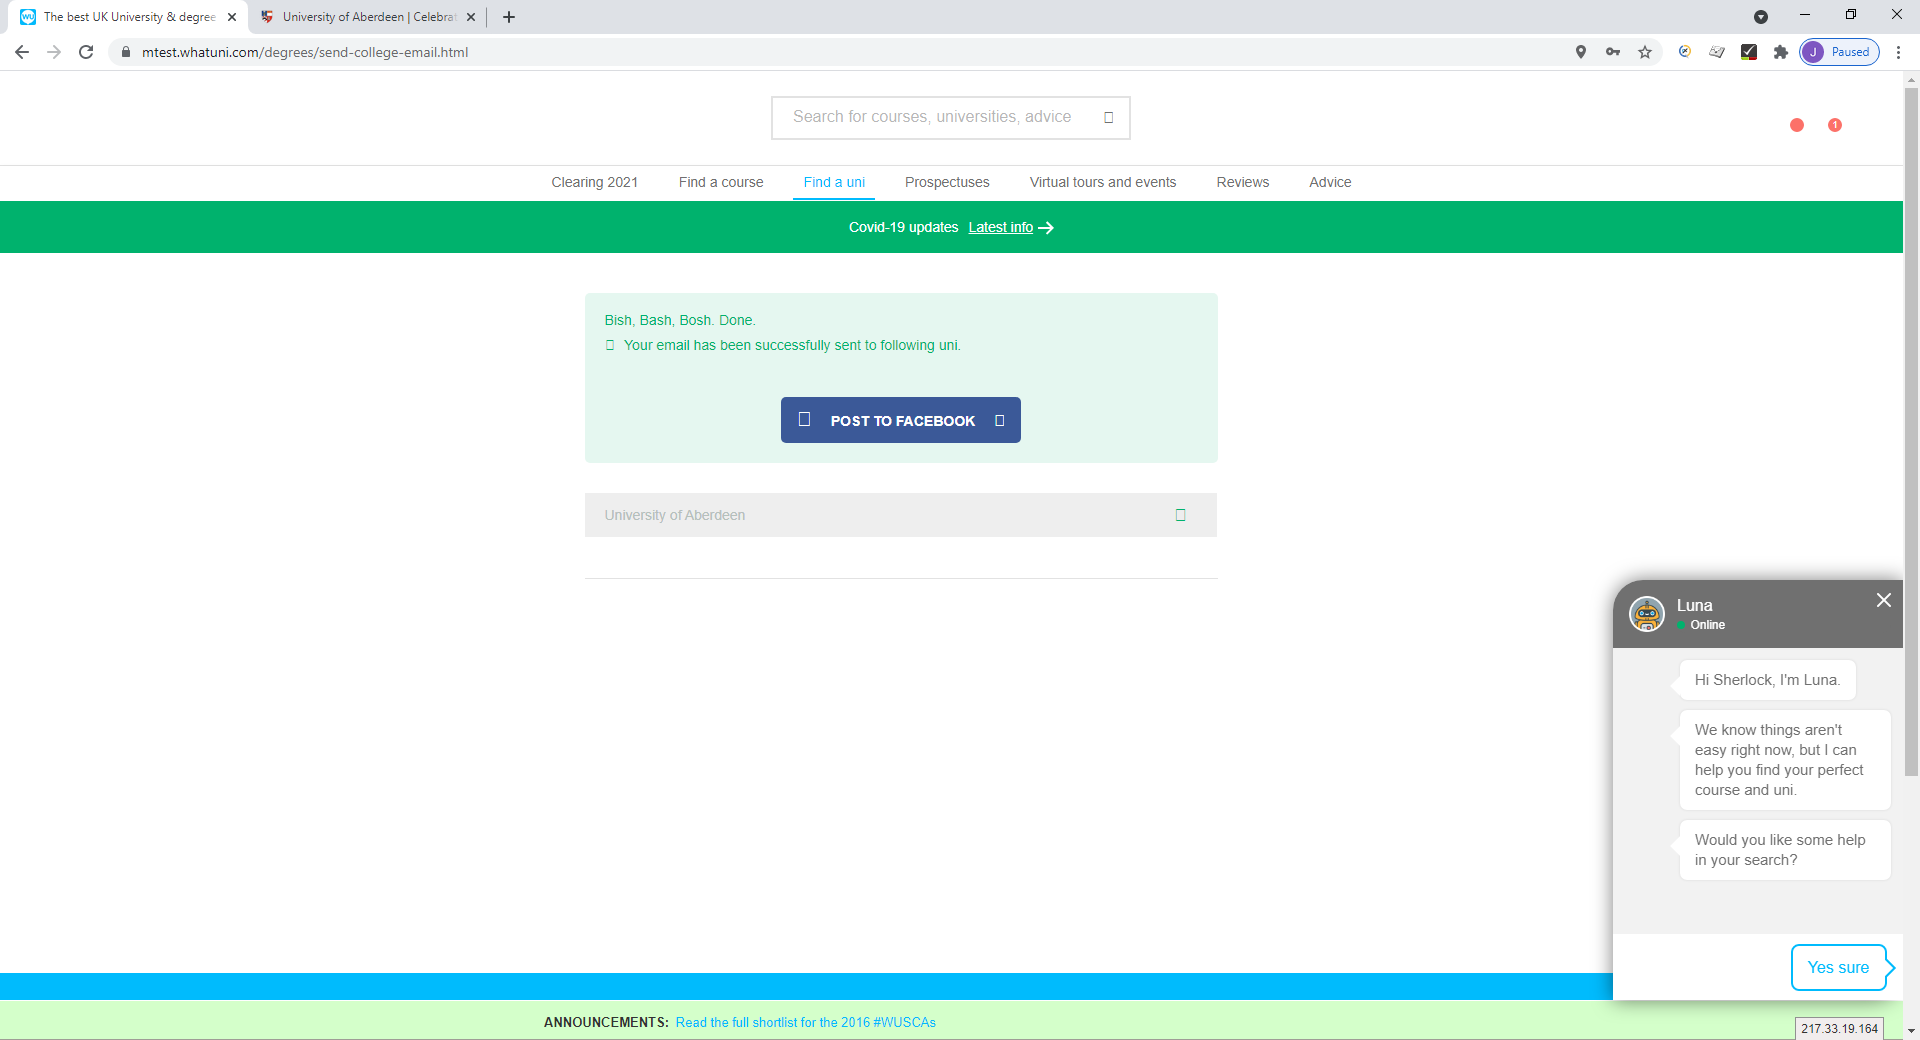 The best UK University & degree
University of Aberdeen | Celebrat
mtest.whatuni.com/degrees/send-college-email.html
J Paused
Search for courses, universities, advice
1
Clearing 2021 Find a course Find a uni Prospectuses Virtual tours and events Reviews Advice
Covid-19 updates Latest info
Bish, Bash, Bosh. Done.
Your email has been successfully sent to following uni.
POST TO FACEBOOK
University of Aberdeen
Luna
Online
Hi Sherlock, I'm Luna.
We know things aren't
easy right now, but I can
help you find your perfect
course and uni.
Would you like some help
in your search?
Yes sure
ANNOUNCEMENTS: Read the full shortlist for the 2016 #WUSCAs
217.33.19.164